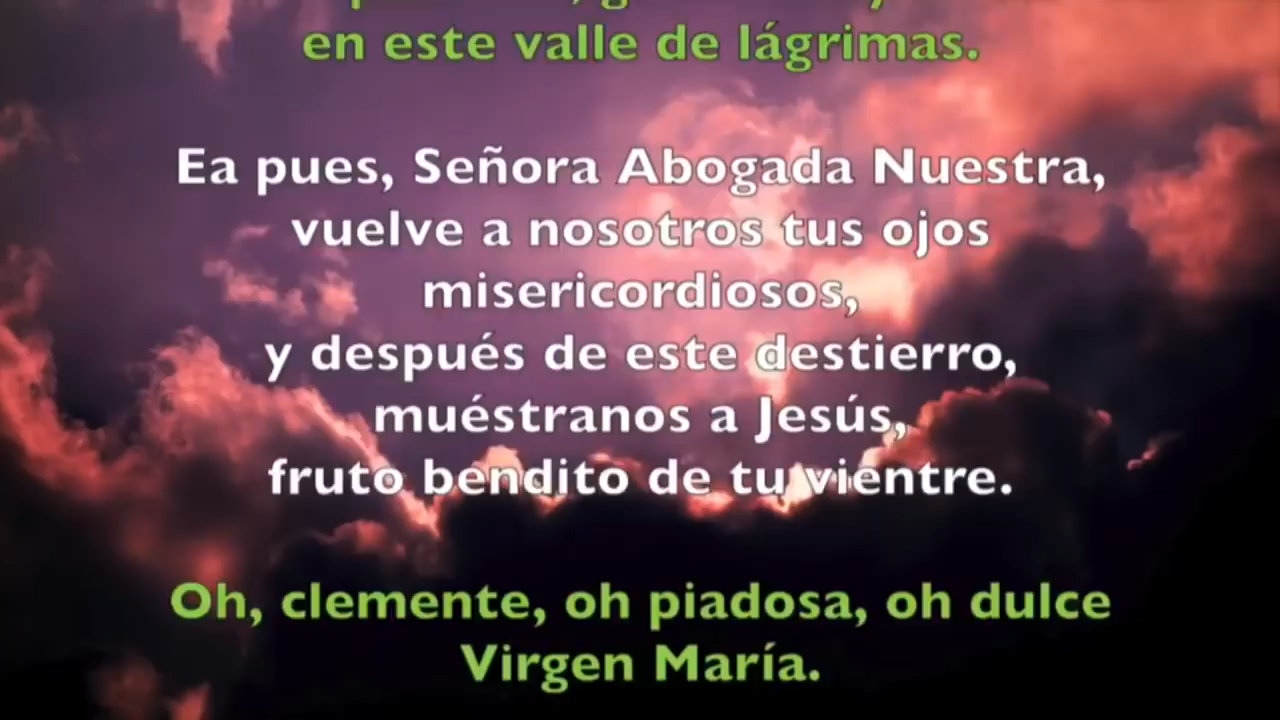 en este valle de lágrimas.
Ea pues, Señora Abogada Nuestra,
vuelve a nosotros tus ojos
misericordiosos,
y después de este destierro,
muéstranos a Jesús,
fruto bendito de tu vientre.
Oh, clemente, oh piadosa, oh dulce
Virgen María.